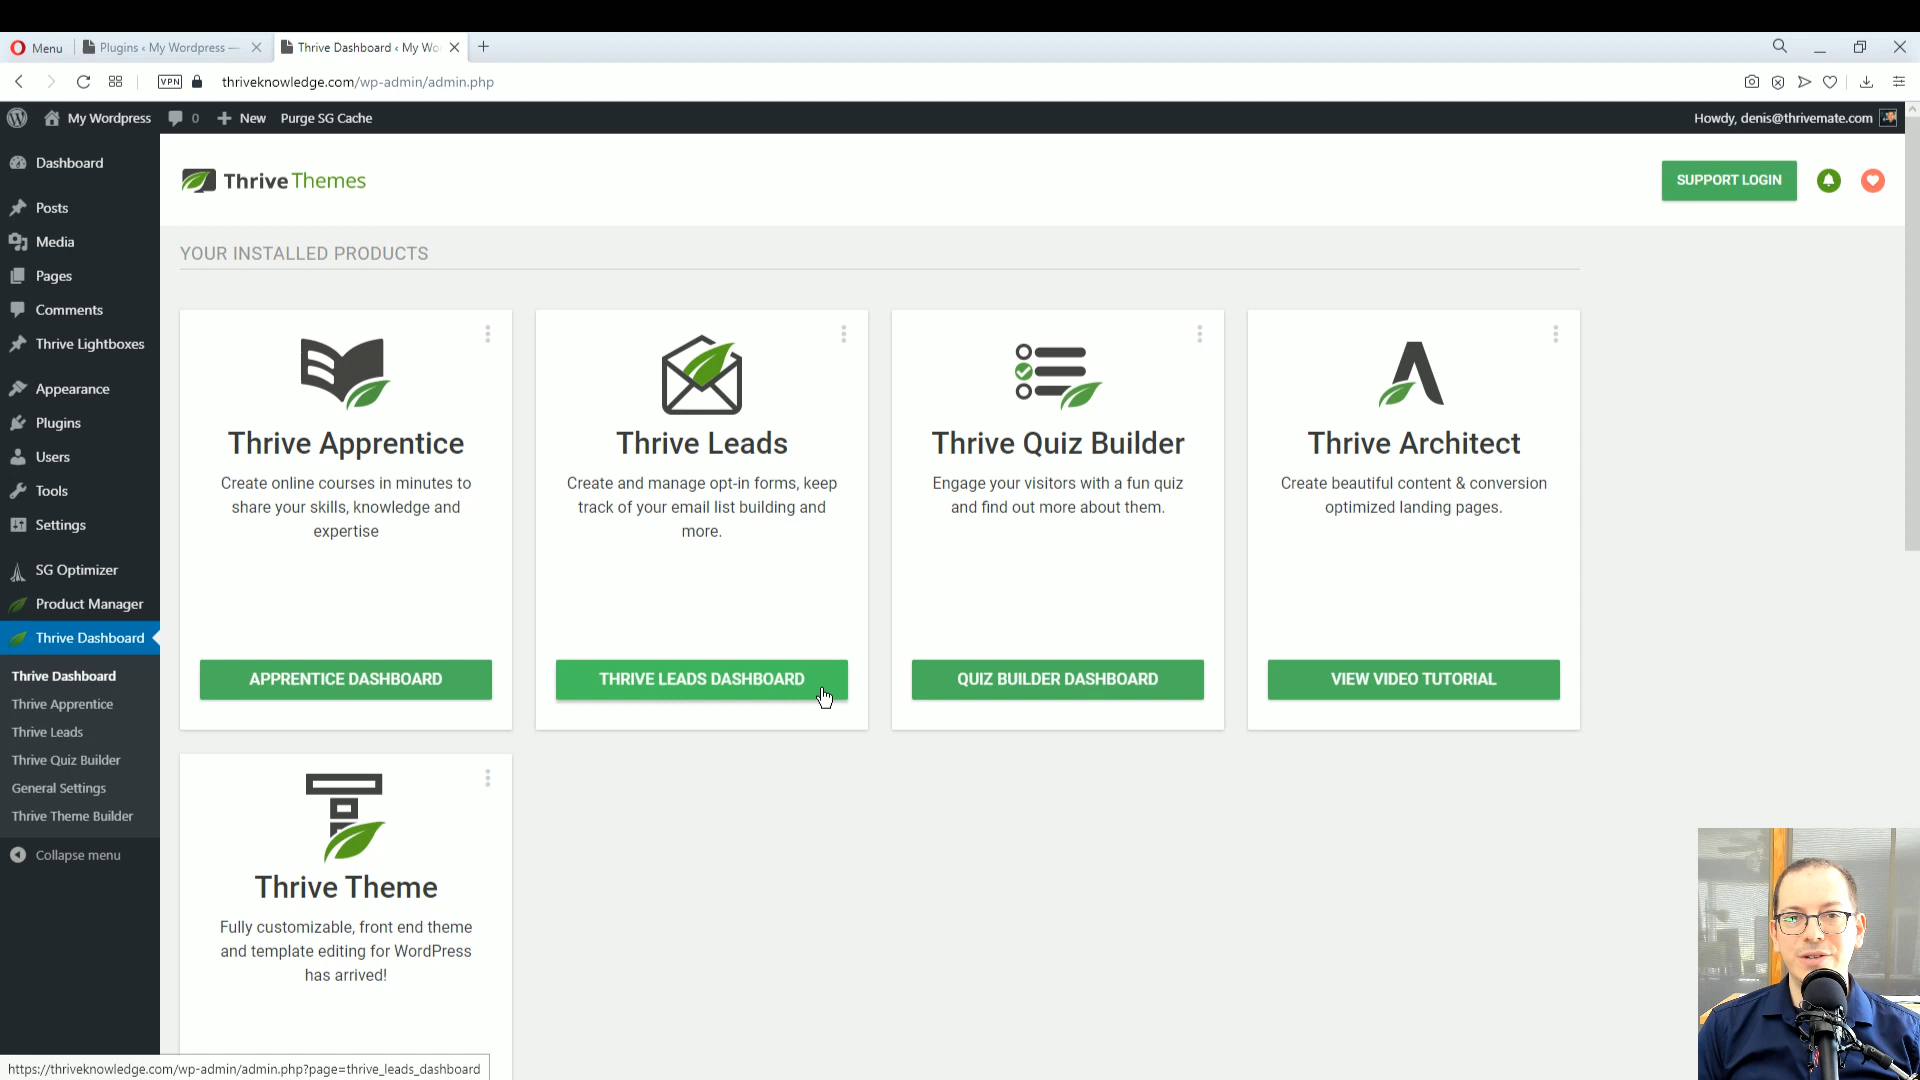 Menu
Plugins ‹ My Wordpress —
Thrive Dashboard ‹ My Wo
VPN
thriveknowledge.com/wp-admin/admin.php
My Wordpress
0
New
Purge SG Cache
Howdy, denis@thrivemate.com
Dashboard
Posts
Media
Pages
Comments
Thrive Lightboxes
Appearance
Plugins
Users
Tools
Settings
SG Optimizer
Product Manager
Thrive Dashboard
Thrive Dashboard
Thrive Apprentice
Thrive Leads
Thrive Quiz Builder
General Settings
Thrive Theme Builder
Collapse menu
Thrive Themes
SUPPORT LOGIN
YOUR INSTALLED PRODUCTS
Thrive Apprentice
Create online courses in minutes to
share your skills, knowledge and
expertise
APPRENTICE DASHBOARD
Thrive Leads
Create and manage opt-in forms, keep
track of your email list building and
more.
THRIVE LEADS DASHBOARD
Thrive Quiz Builder
Engage your visitors with a fun quiz
and find out more about them.
QUIZ BUILDER DASHBOARD
Thrive Architect
Create beautiful content & conversion
optimized landing pages.
VIEW VIDEO TUTORIAL
Thrive Theme
Fully customizable, front end theme
and template editing for WordPress
has arrived!
https://thriveknowledge.com/wp-admin/admin.php?page=thrive_leads_dashboard